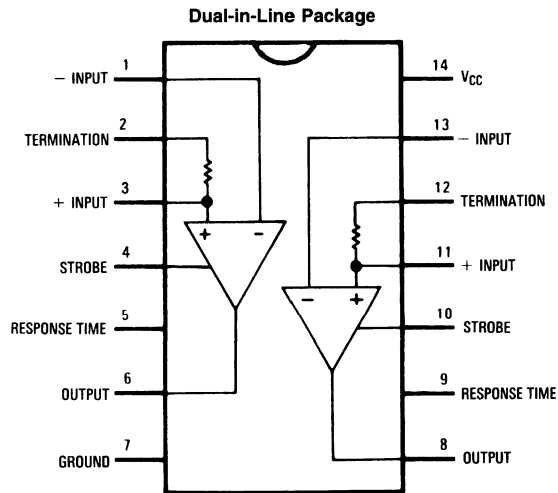 Dual-in-Line Package
1
- INPUT
2
TERMINATION
3
+ INPUT
4
STROBE
5
RESPONSE TIME
6
OUTPUT
7
GROUND
+ -
- +
14
VCC
13
- INPUT
12
TERMINATION
11
+ INPUT
10
STROBE
9
RESPONSE TIME
8
OUTPUT